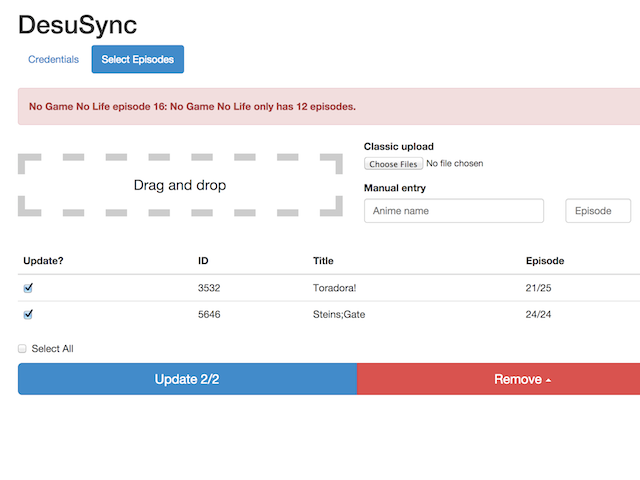 DesuSync
Credentials
Select Episodes
No Game No Life episode 16: No Game No Life only has 12 episodes.
Drag and drop
Classic upload
Choose Files No file chosen
Manual entry
Anime name
Episode
Update? ID Title Episode
3532 Toradora! 21/25
5646 Steins;Gate 24/24
Select All
Update 2/2
Remove